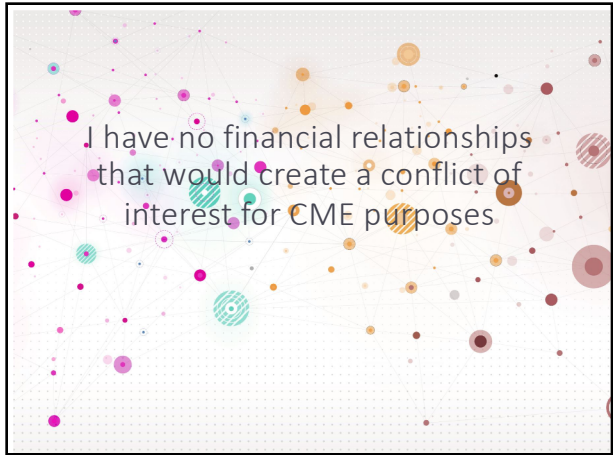 I have no financial relationships
that would create a conflict of
interest for CME purposes